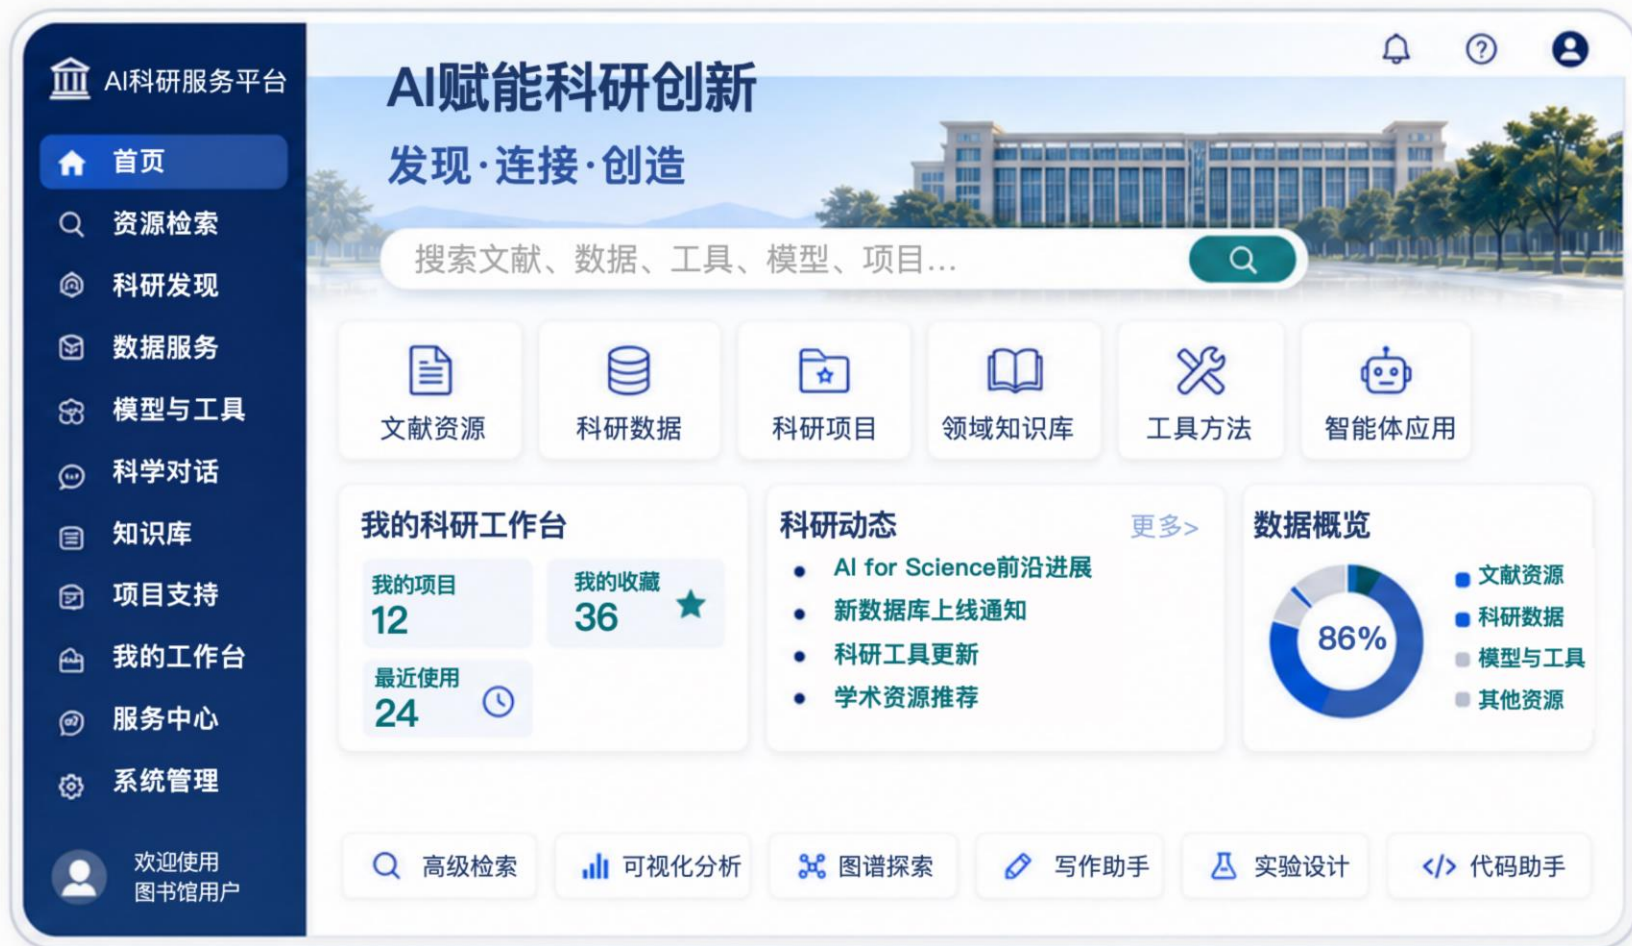 AI科研服务平台
首页
资源检索
科研发现
数据服务
模型与工具
科学对话
知识库
项目支持
我的工作台
服务中心
系统管理
欢迎使用
图书馆用户
AI赋能科研创新
发现·连接·创造
搜索文献、数据、工具、模型、项目...
文献资源
科研数据
科研项目
领域知识库
工具方法
智能体应用
我的科研工作台
我的项目
12
我的收藏
36
最近使用
24
科研动态
更多>
AI for Science前沿进展
新数据库上线通知
科研工具更新
学术资源推荐
数据概览
86%
文献资源
科研数据
模型与工具
其他资源
高级检索
可视化分析
图谱探索
写作助手
实验设计
</> 代码助手